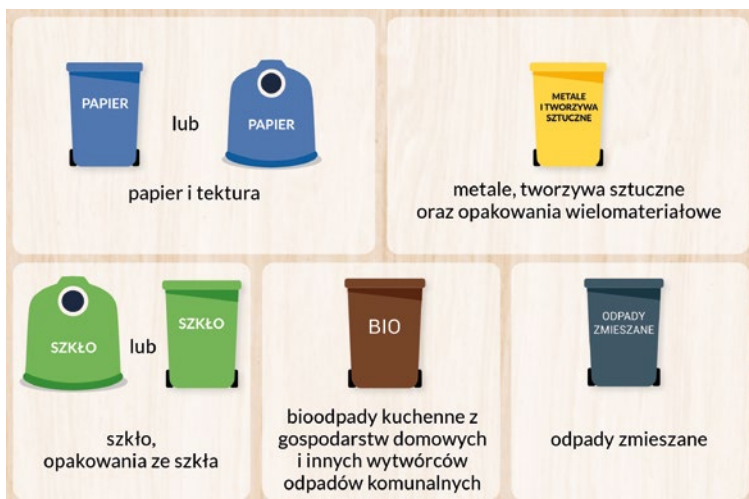 PAPIER
lub
PAPIER
papier i tektura
METALE
I TWORZYWA
SZTUCZNE
metale, tworzywa sztuczne
oraz opakowania wielomateriałowe
SZKŁO
lub
SZKŁO
szkło,
opakowania ze szkła
BIO
bioodpady kuchenne z
gospodarstw domowych
i innych wytwórców
odpadów komunalnych
ODPADY
ZMIESZANE
odpady zmieszane